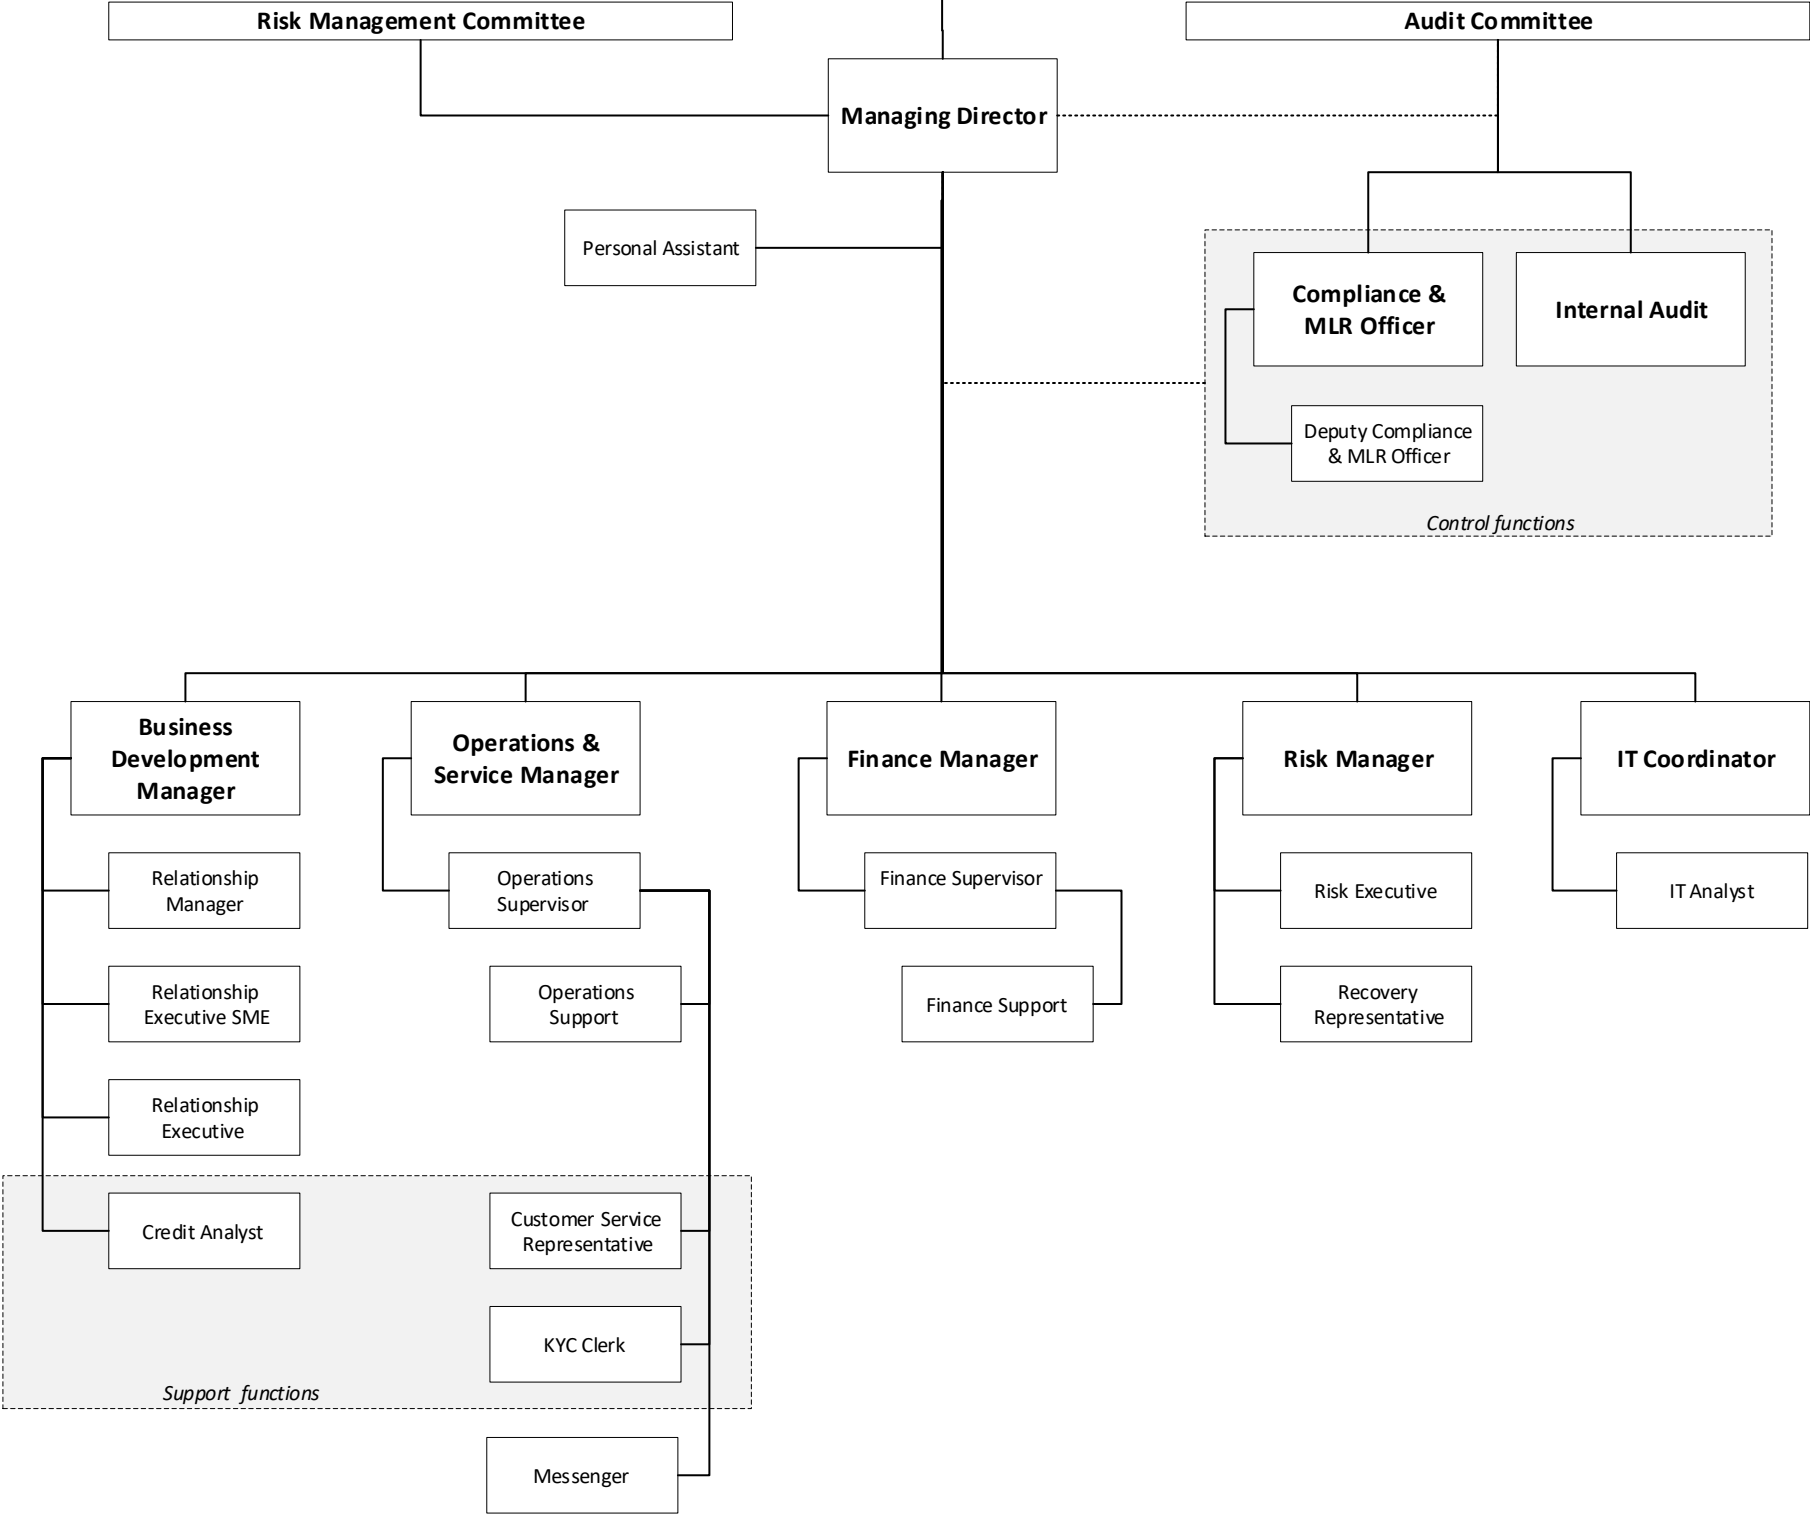 Risk Management Committee
Audit Committee
Managing Director
Personal Assistant
Compliance &
MLR Officer
Internal Audit
Deputy Compliance
& MLR Officer
Control functions
Business
Development
Manager
Operations &
Service Manager
Finance Manager
Risk Manager
IT Coordinator
Relationship
Manager
Operations
Supervisor
Finance Supervisor
Risk Executive
IT Analyst
Relationship
Executive SME
Operations
Support
Finance Support
Recovery
Representative
Relationship
Executive
Credit Analyst
Customer Service
Representative
KYC Clerk
Support functions
Messenger